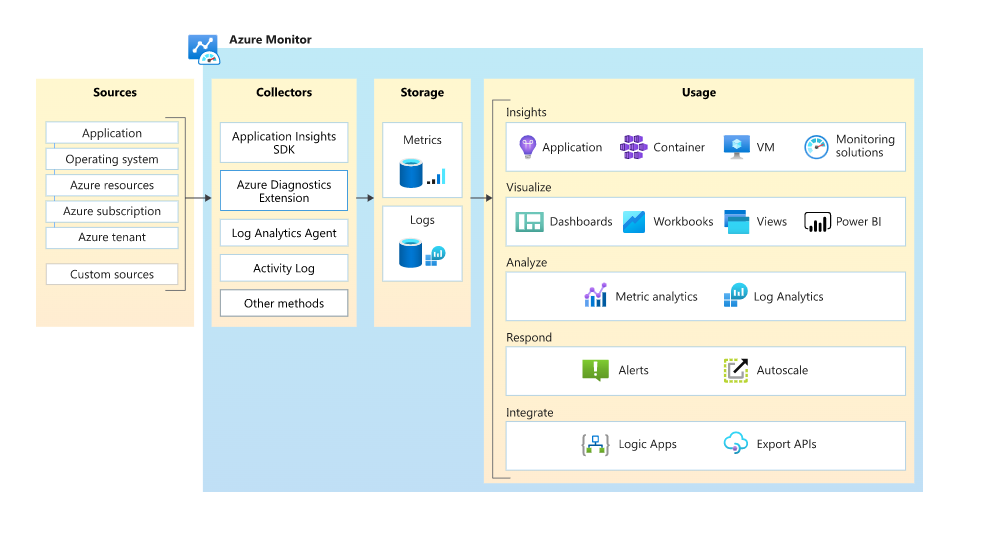 Azure Monitor
Sources
Application
Operating system
Azure resources
Azure subscription
Azure tenant
Custom sources
Collectors
Application Insights
SDK
Azure Diagnostics
Extension
Log Analytics Agent
Activity Log
Other methods
Storage
Metrics
Logs
Usage
Insights
Application
Container
VM
Monitoring
solutions
Visualize
Dashboards
Workbooks
Views
Power BI
Analyze
Metric analytics
Log Analytics
Respond
Alerts
Autoscale
Integrate
Logic Apps
Export APIs